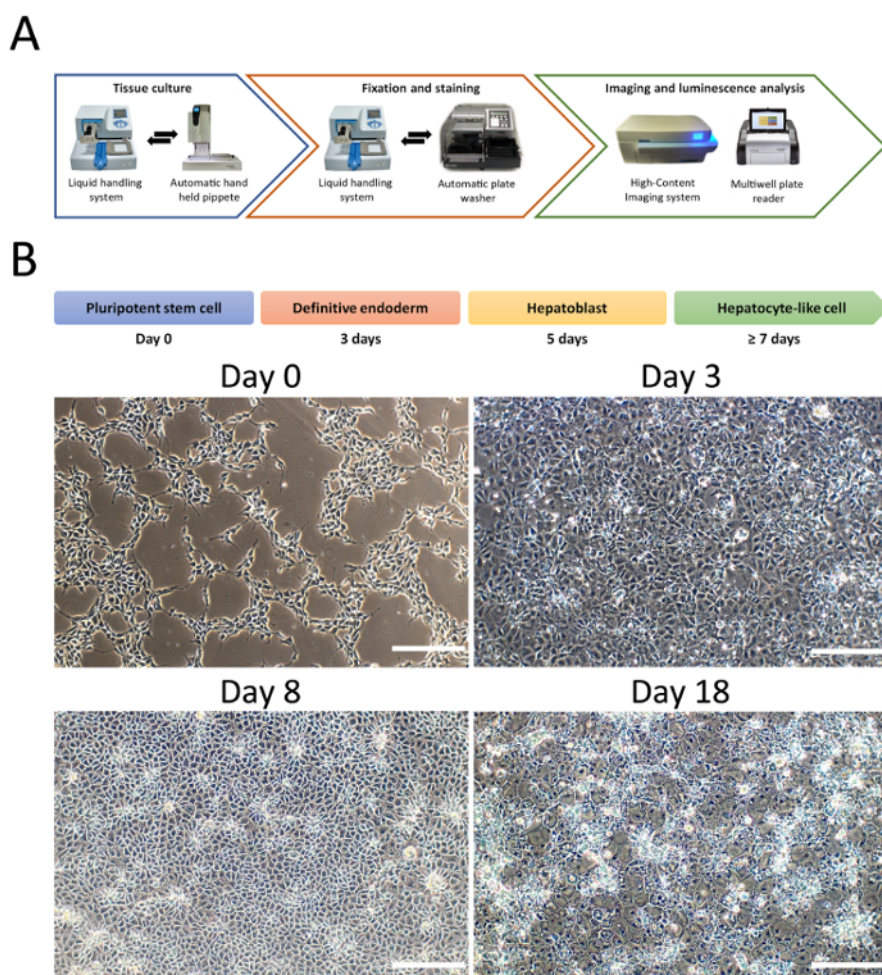 A
Tissue culture
Fixation and staining
Imaging and luminescence analysis
Liquid handling
system
Automatic hand
held pippete
Liquid handling
system
Automatic plate
washer
High-Content
Imaging system
Multiwell plate
reader
B
Pluripotent stem cell
Definitive endoderm
Hepatoblast
Hepatocyte-like cell
Day 0
3 days
5 days
≥ 7 days
Day 0
Day 3
Day 8
Day 18